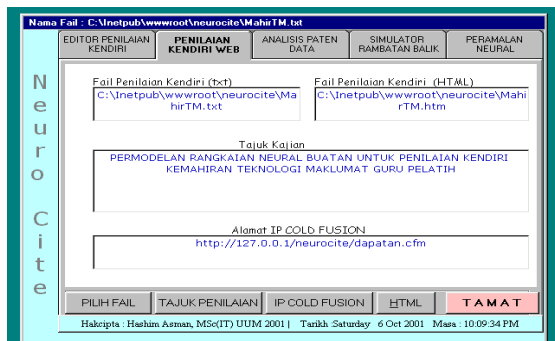 Nama Fail : C:\Inetpub\wwwroot\neurocite\MahirTM.txt
EDITOR PENILAIAN KENDIRI
PENILAIAN KENDIRI WEB
ANALISIS PATEN DATA
SIMULATOR RAMBATAN BALIK
PERAMALAN NEURAL
Neuro Cite
Fail Penilaian Kendiri (txt)
C:\Inetpub\wwwroot\neurocite\Ma
hirTM.txt
Fail Penilaian Kendiri (HTML)
C:\Inetpub\wwwroot\neurocite\Mahi
rTM.htm
Tajuk Kajian
PERMODELAN RANGKAIAN NEURAL BUATAN UNTUK PENILAIAN KENDIRI
KEMAHIRAN TEKNOLOGI MAKLUMAT GURU PELATIH
Alamat IP COLD FUSION
http://127.0.0.1/neurocite/dapatan.cfm
PILIH FAIL
TAJUK PENILAIAN
IP COLD FUSION
HTML
TAMAT
Hakcipta : Hashim Asman, MSc(IT) UUM 2001 | Tarikh :Saturday 6 Oct 2001 Masa : 10:09:34 PM